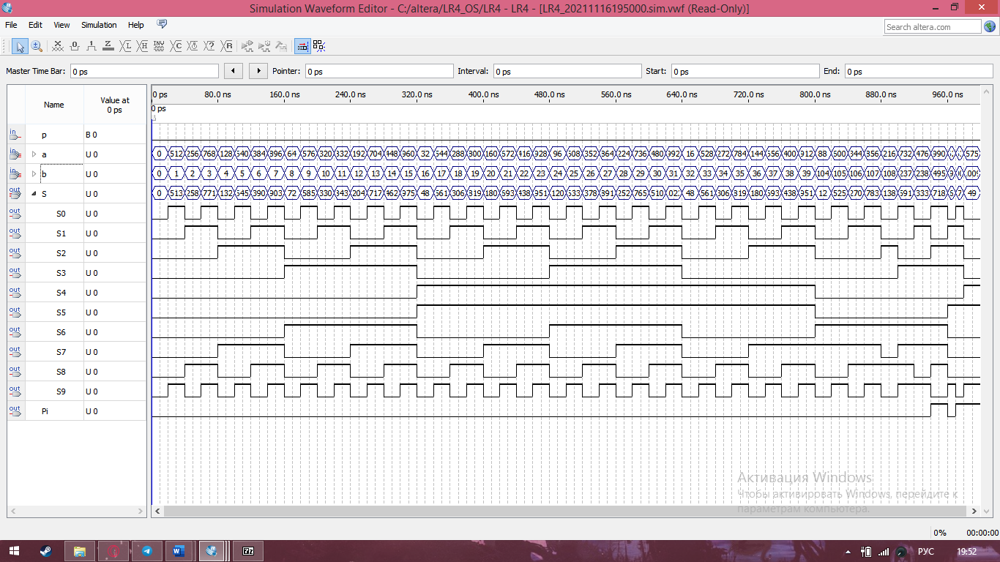 Simulation Waveform Editor - C:/altera/LR4_OS/LR4 - LR4 - [LR4_20211116195000.sim.vwf (Read-Only)]
File Edit View Simulation Help
Search altera.com
Master Time Bar: 0 ps Pointer: 0 ps Interval: 0 ps Start: 0 ps End: 0 ps
Name Value at 0 ps
0 ps 80.0 ns 160.0 ns 240.0 ns 320.0 ns 400.0 ns 480.0 ns 560.0 ns 640.0 ns 720.0 ns 800.0 ns 880.0 ns 960.0 ns
0 ps
p B 0
a U 0 0 512 256 768 128 640 384 896 64 576 320 832 192 704 448 960 32 544 288 800 160 672 416 928 96 608 352 864 224 736 480 992 16 528 272 784 144 656 400 912 88 600 344 856 216 732 476 990 575
b U 0 0 1 2 3 4 5 6 7 8 9 10 11 12 13 14 15 16 17 18 19 20 21 22 23 24 25 26 27 28 29 30 31 32 33 34 35 36 37 38 39 104 105 106 107 108 237 238 495
S U 0 0 513 258 771 132 645 390 903 72 585 330 843 204 717 462 975 48 561 306 819 180 693 438 951 120 633 378 891 252 765 510 02 48 561 306 819 180 693 438 951 12 525 270 783 138 591 333 718 49
S0 U 0
S1 U 0
S2 U 0
S3 U 0
S4 U 0
S5 U 0
S6 U 0
S7 U 0
S8 U 0
S9 U 0
Pi U 0
Активация Windows
Чтобы активировать Windows, перейдите к
параметрам компьютера.
0% 00:00:00
РУС 19:52